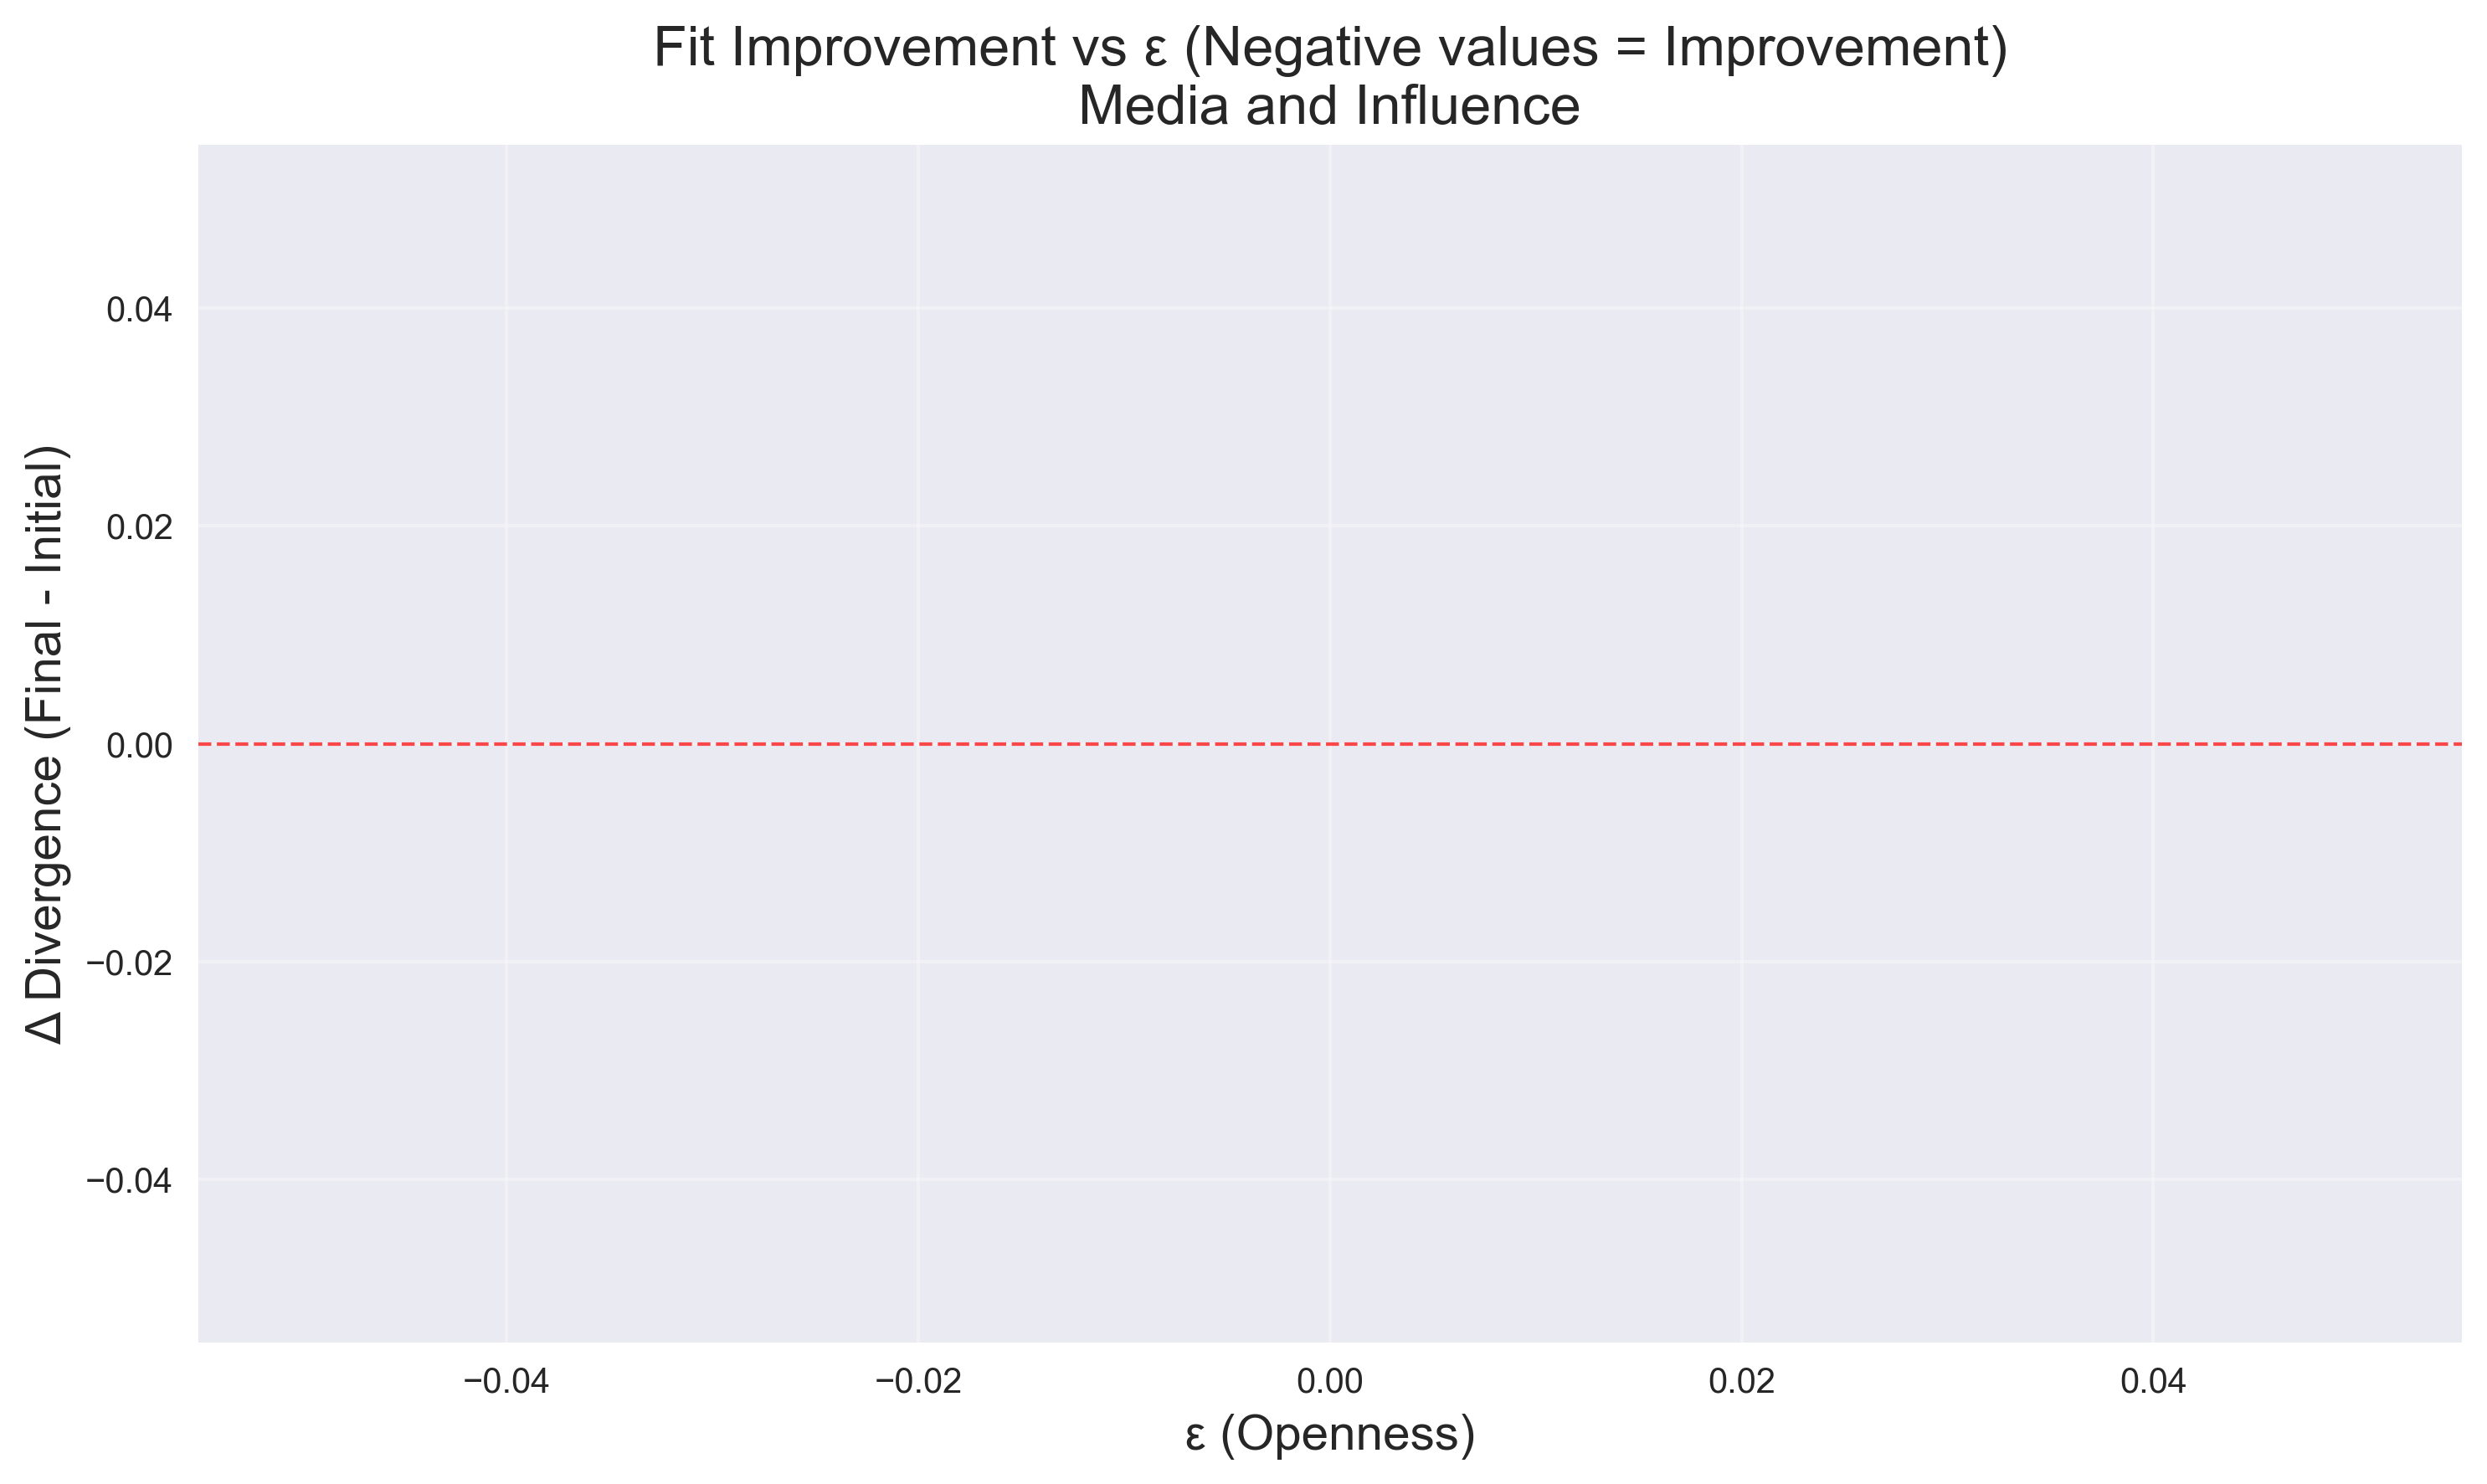 Fit Improvement vs ε (Negative values = Improvement)
Media and Influence
Δ Divergence (Final - Initial)
0.04
0.02
0.00
−0.02
−0.04
−0.04
−0.02
0.00
0.02
0.04
ε (Openness)